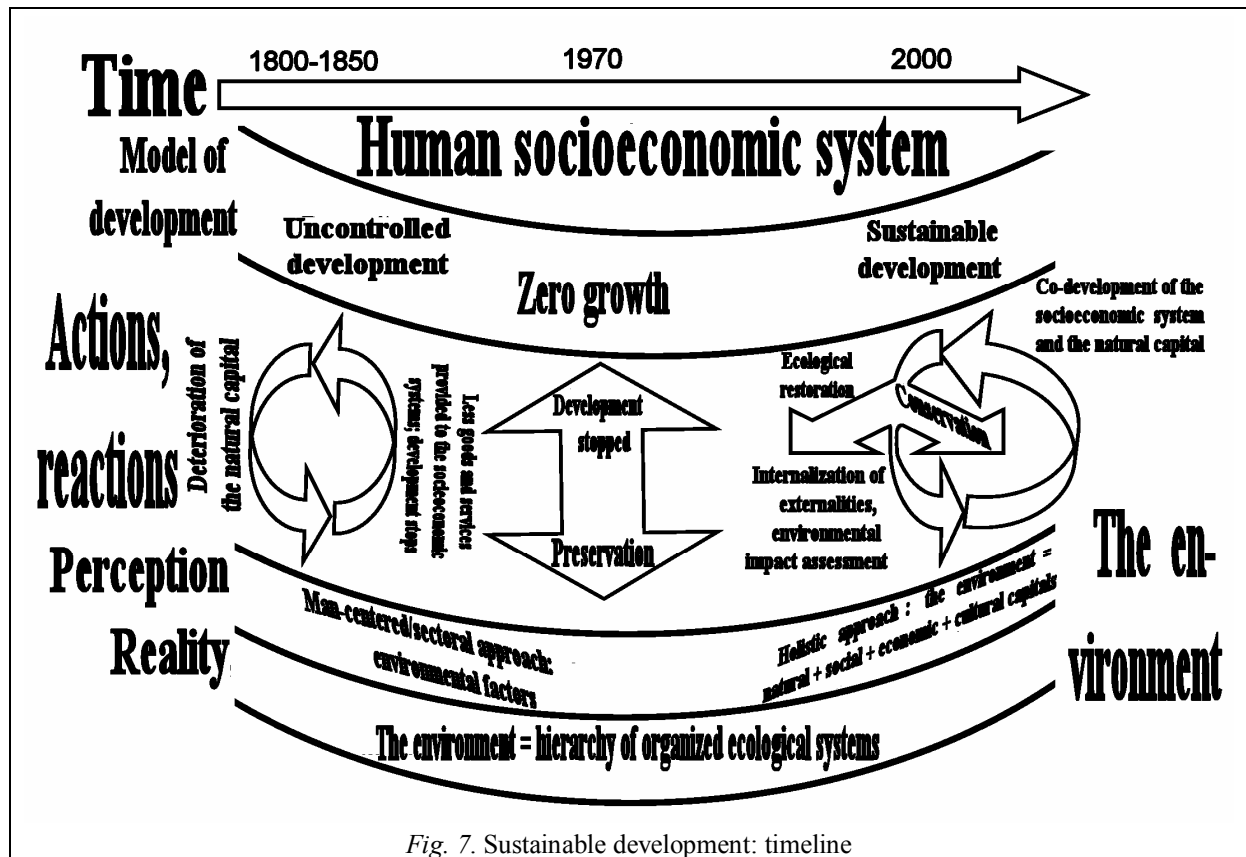 1800-1850
1970
2000
Time
Human socioeconomic system
Model of
development
Uncontrolled
development
Zero growth
Sustainable
development
Actions,
reactions
Deterioration of
the natural capital
Less goods and services
provided to the socioeconomic
systems; development stops
Development
stopped
Preservation
Ecological
restoration
Conservation
Co-development of the
socioeconomic system
and the natural capital
Internalization of
externalities,
environmental
impact assessment
Perception
Man-centered/sectoral approach:
environmental factors
Holistic approach : the environment =
natural + social + economic + cultural capitals
Reality
The environment = hierarchy of organized ecological systems
The en-
vironment
Fig. 7. Sustainable development: timeline